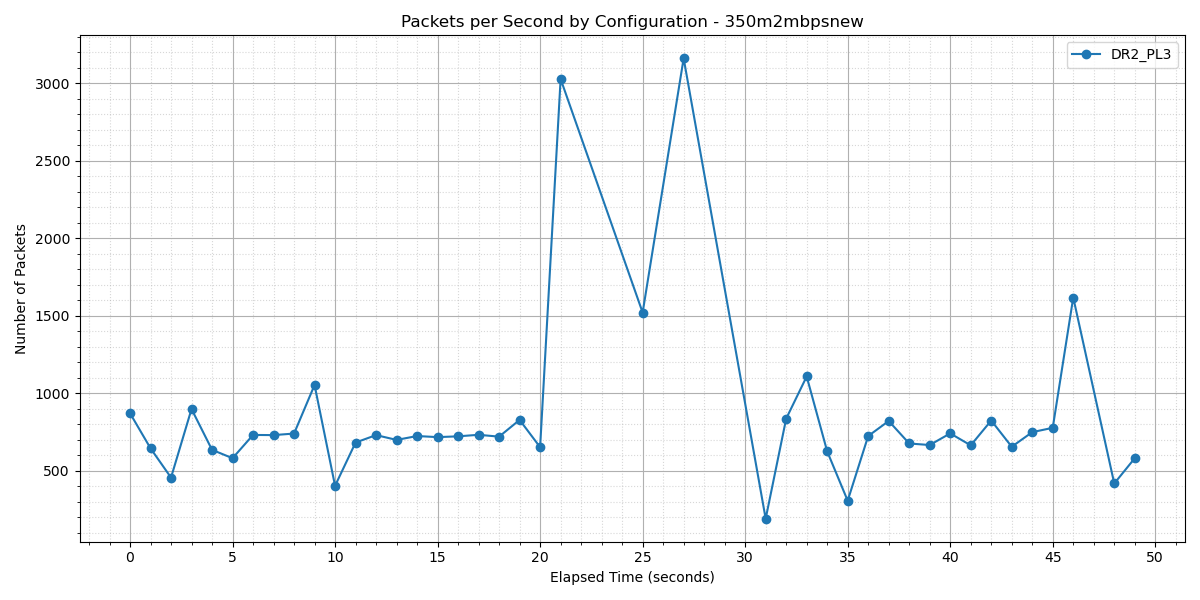 Packets per Second by Configuration - 350m2mbpsnew
DR2_PL3
Number of Packets
3000
2500
2000
1500
1000
500
0 5 10 15 20 25 30 35 40 45 50
Elapsed Time (seconds)